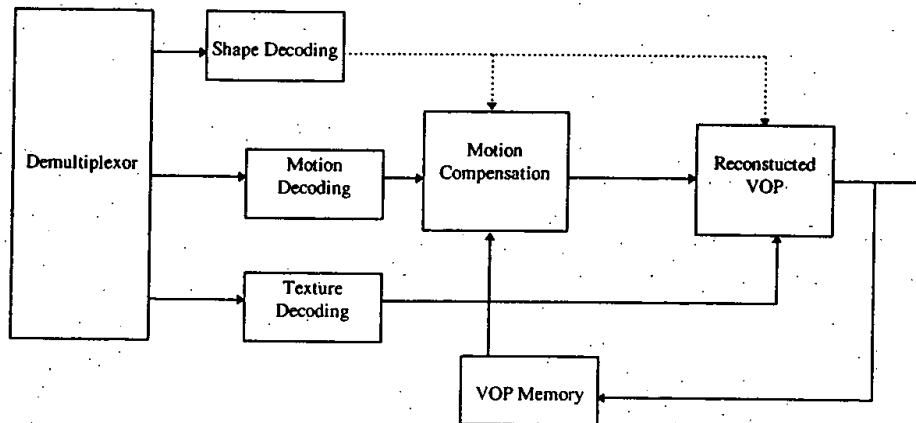 Shape Decoding
Demultiplexor
Motion
Decoding
Motion
Compensation
Reconstucted
VOP
Texture
Decoding
VOP Memory